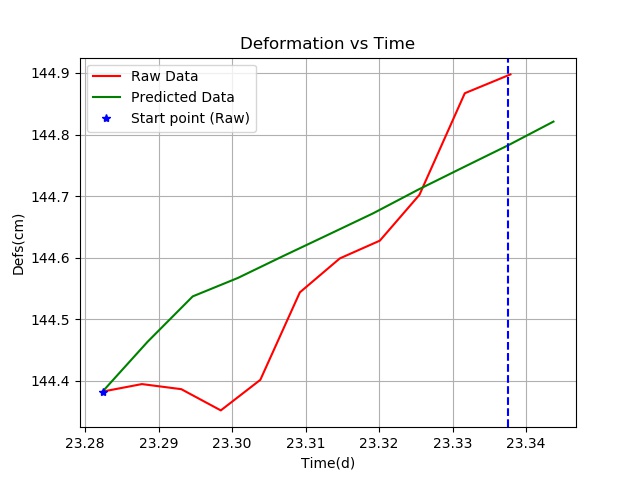 Deformation vs Time
Raw Data
Predicted Data
Start point (Raw)
144.9
144.8
144.7
144.6
144.5
144.4
Defs(cm)
23.28 23.29 23.30 23.31 23.32 23.33 23.34
Time(d)